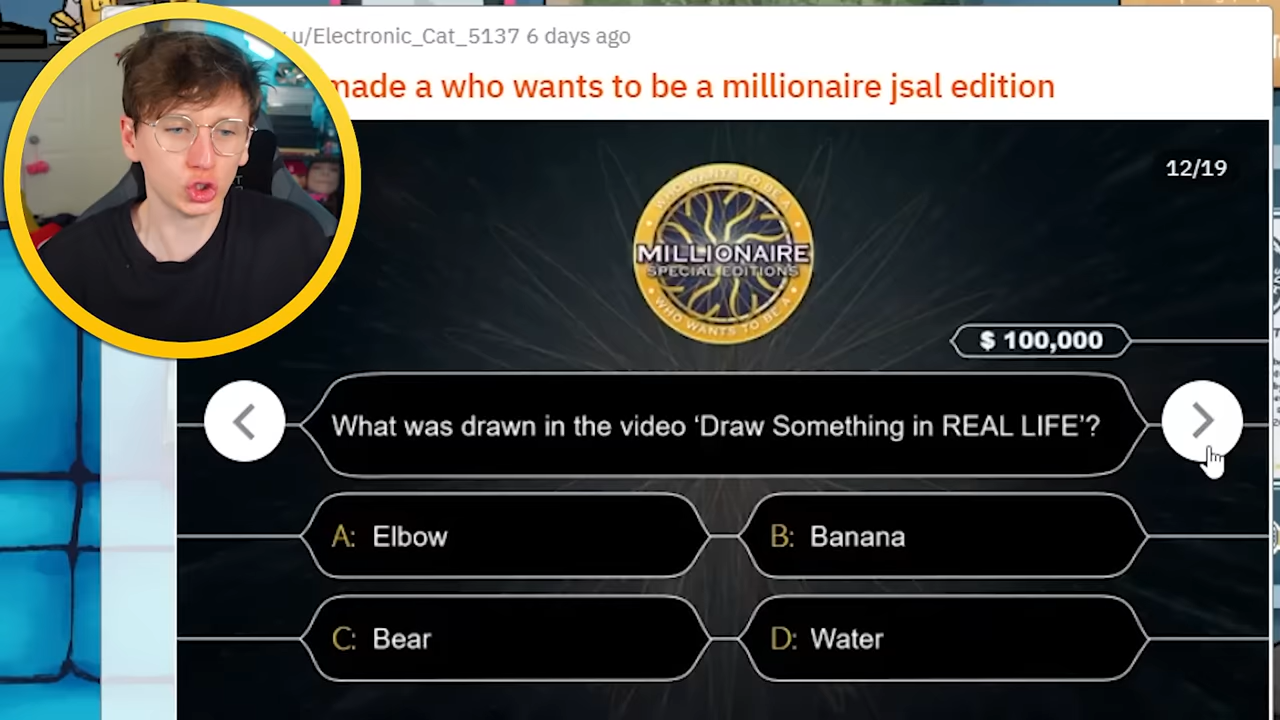 u/Electronic_Cat_5137 6 days ago
made a who wants to be a millionaire jsal edition
12/19
WHO WANTS TO BE A
MILLIONAIRE
SPECIAL EDITIONS
WHO WANTS TO BE A
$ 100,000
What was drawn in the video ‘Draw Something in REAL LIFE’?
A: Elbow
B: Banana
C: Bear
D: Water